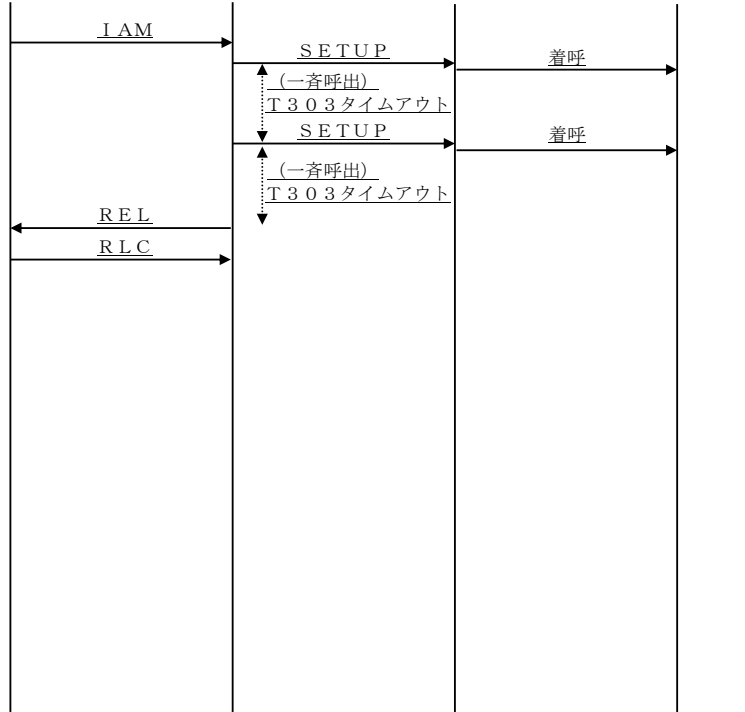 ＩＡＭ
ＳＥＴＵＰ
着呼
（一斉呼出）
Ｔ３０３タイムアウト
ＳＥＴＵＰ
着呼
（一斉呼出）
Ｔ３０３タイムアウト
ＲＥＬ
ＲＬＣ